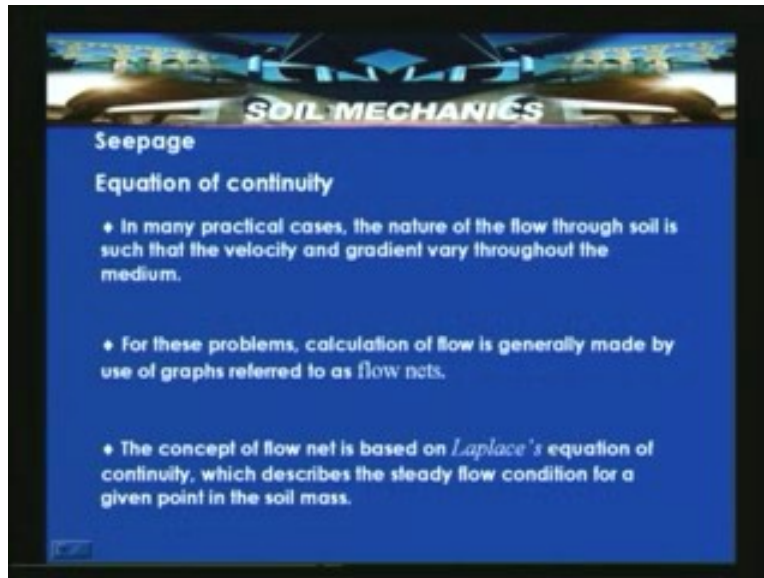 SOIL MECHANICS
Seepage
Equation of continuity
♦ In many practical cases, the nature of the flow through soil is
such that the velocity and gradient vary throughout the
medium.
♦ For these problems, calculation of flow is generally made by
use of graphs referred to as flow nets.
♦ The concept of flow net is based on Laplace's equation of
continuity, which describes the steady flow condition for a
given point in the soil mass.